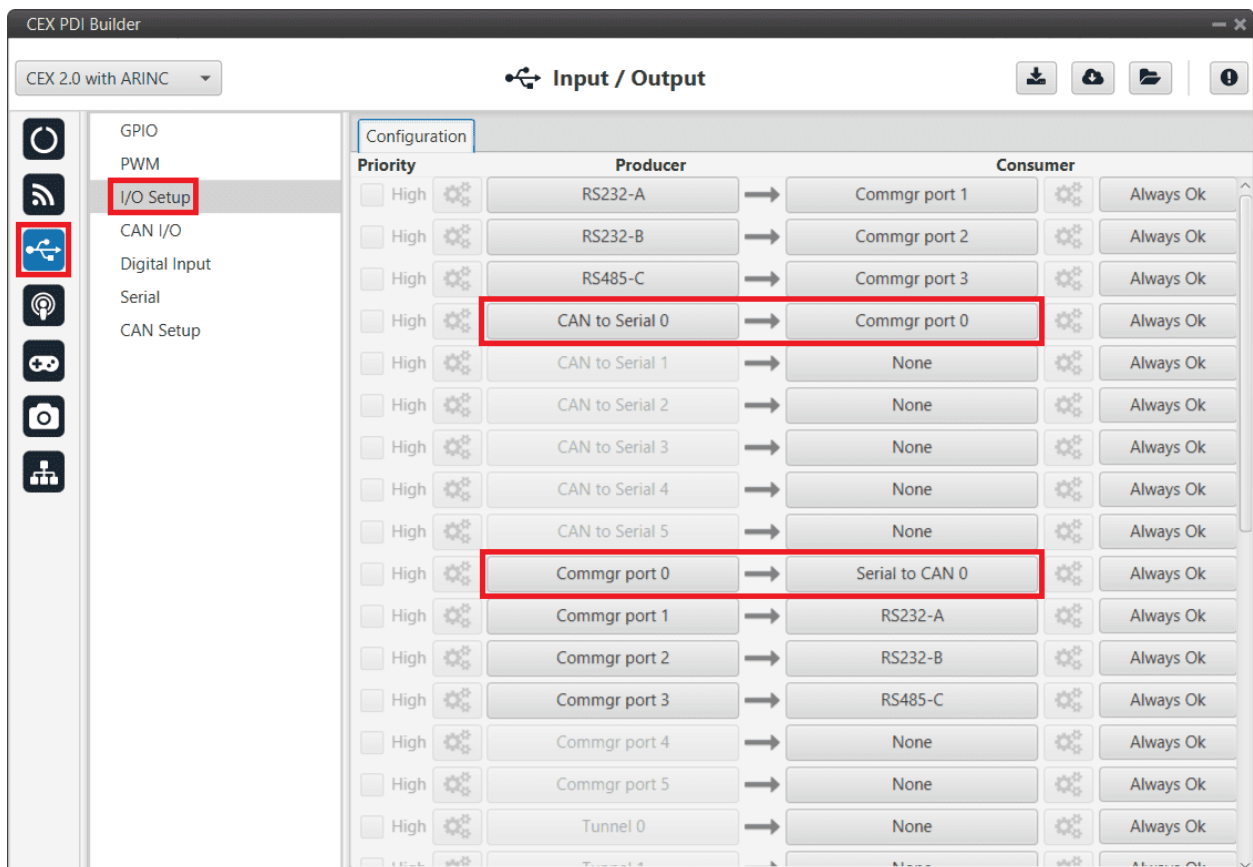 CEX PDI Builder
CEX 2.0 with ARINC
Input / Output
GPIO
PWM
I/O Setup
CAN I/O
Digital Input
Serial
CAN Setup
Configuration
Priority Producer Consumer
High RS232-A Commgr port 1 Always Ok
High RS232-B Commgr port 2 Always Ok
High RS485-C Commgr port 3 Always Ok
High CAN to Serial 0 Commgr port 0 Always Ok
High CAN to Serial 1 None Always Ok
High CAN to Serial 2 None Always Ok
High CAN to Serial 3 None Always Ok
High CAN to Serial 4 None Always Ok
High CAN to Serial 5 None Always Ok
High Commgr port 0 Serial to CAN 0 Always Ok
High Commgr port 1 RS232-A Always Ok
High Commgr port 2 RS232-B Always Ok
High Commgr port 3 RS485-C Always Ok
High Commgr port 4 None Always Ok
High Commgr port 5 None Always Ok
High Tunnel 0 None Always Ok